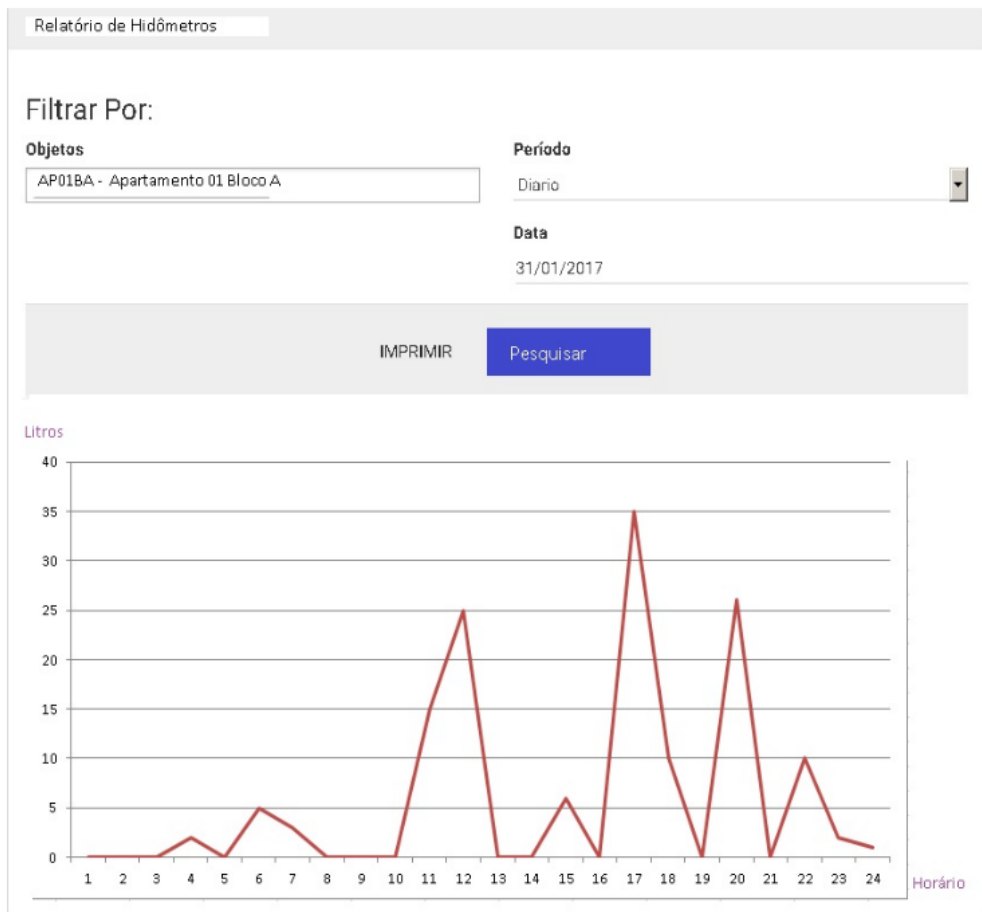 Relatório de Hidômetros
Filtrar Por:
Objetos
Período
AP01BA - Apartamento 01 Bloco A
Diario
Data
31/01/2017
IMPRIMIR
Pesquisar
Litros
40
35
30
25
20
15
10
5
0
1 2 3 4 5 6 7 8 9 10 11 12 13 14 15 16 17 18 19 20 21 22 23 24
Horário